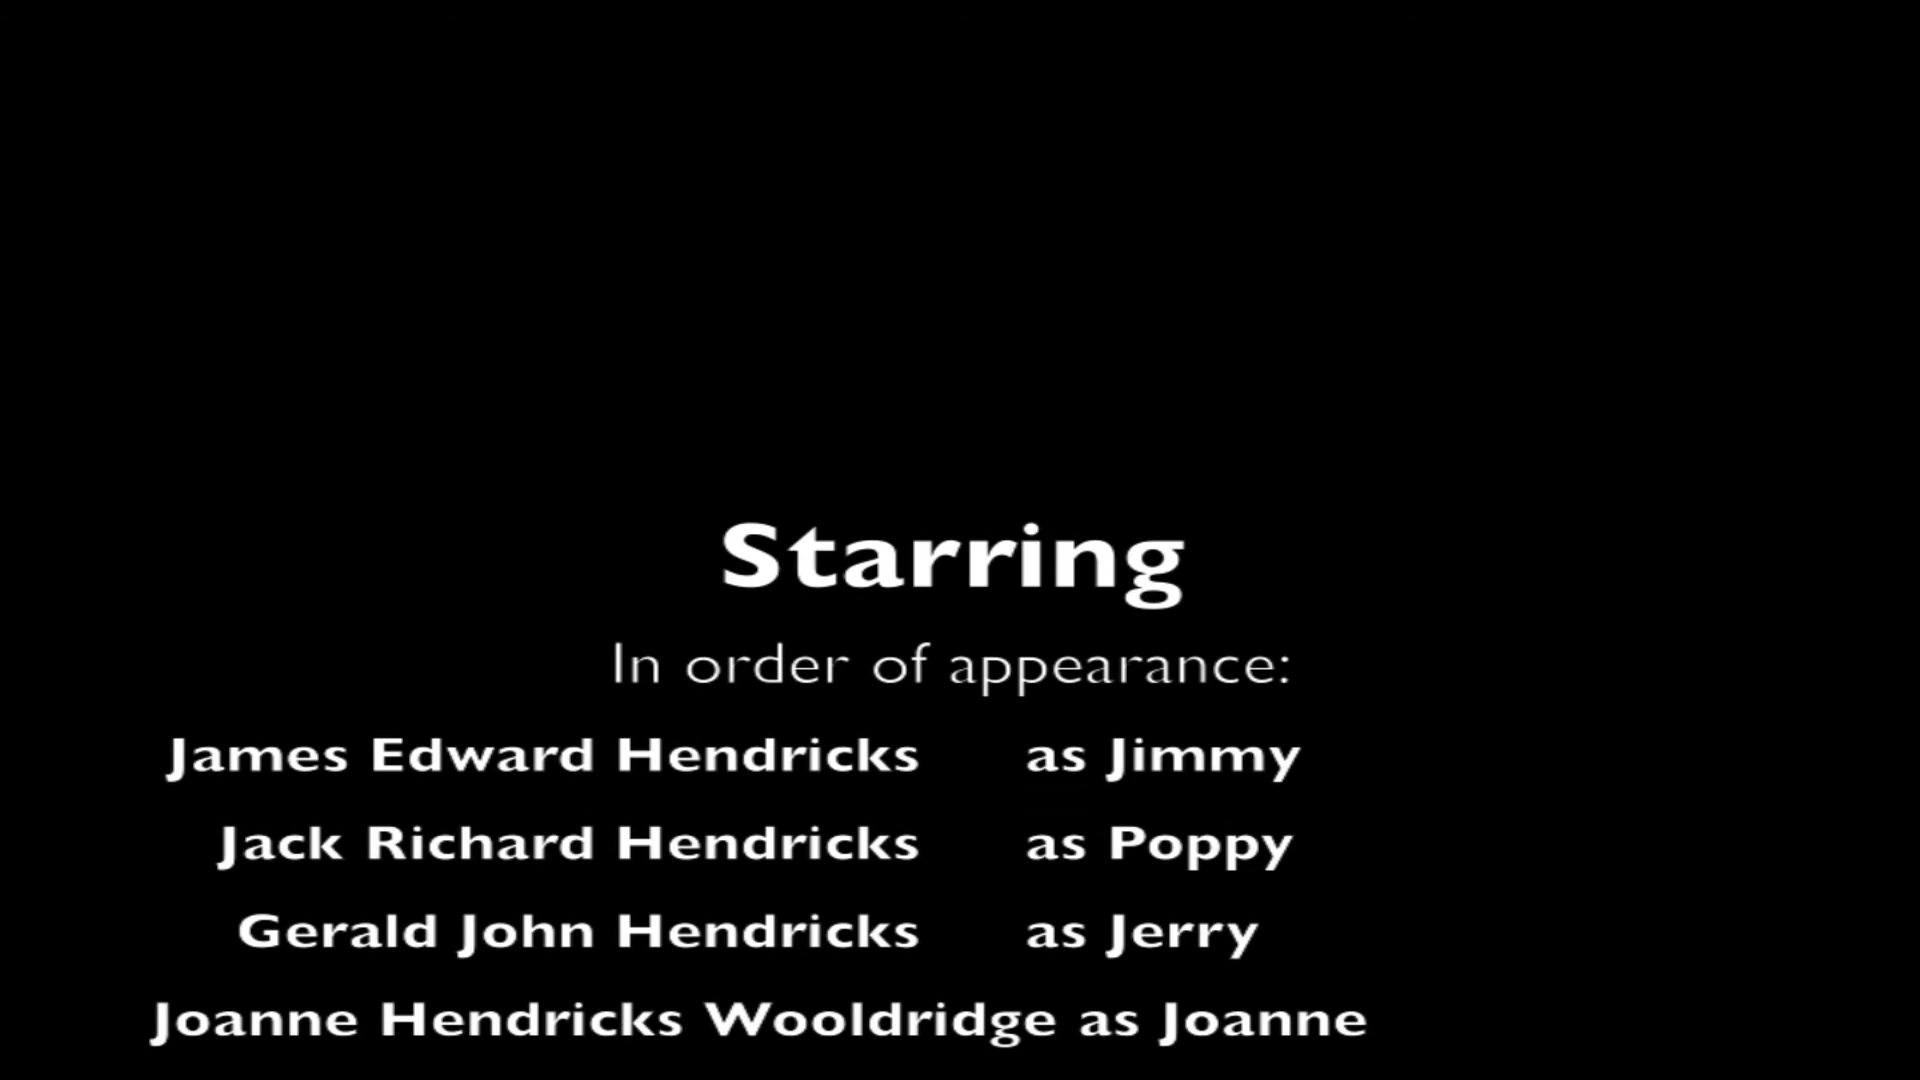 Starring
In order of appearance:
James Edward Hendricks as Jimmy
Jack Richard Hendricks as Poppy
Gerald John Hendricks as Jerry
Joanne Hendricks Wooldridge as Joanne